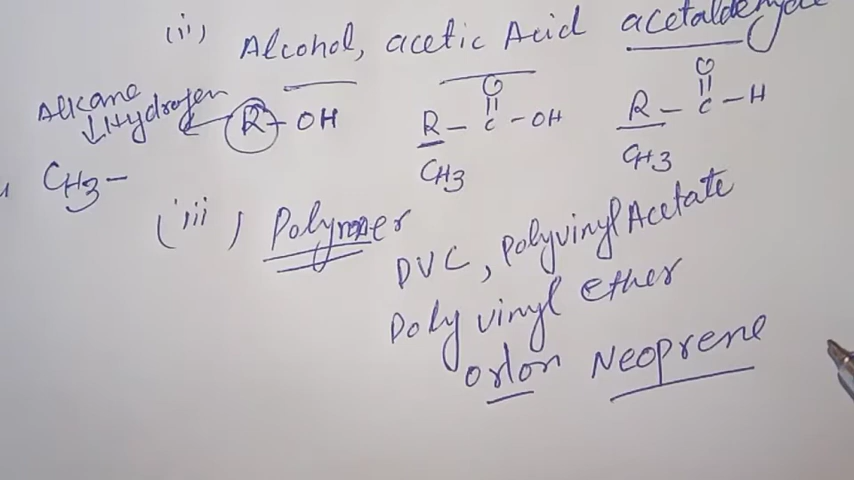 (ii) Alcohol, acetic Acid acetaldehyde
Alkane
↓ Hydrogen ← R - OH
CH3 -
O
||
R - C - OH
CH3
O
||
R - C - H
CH3
(iii) Polymer
PVC, Polyvinyl Acetate
Poly vinyl Ether
orlon Neoprene